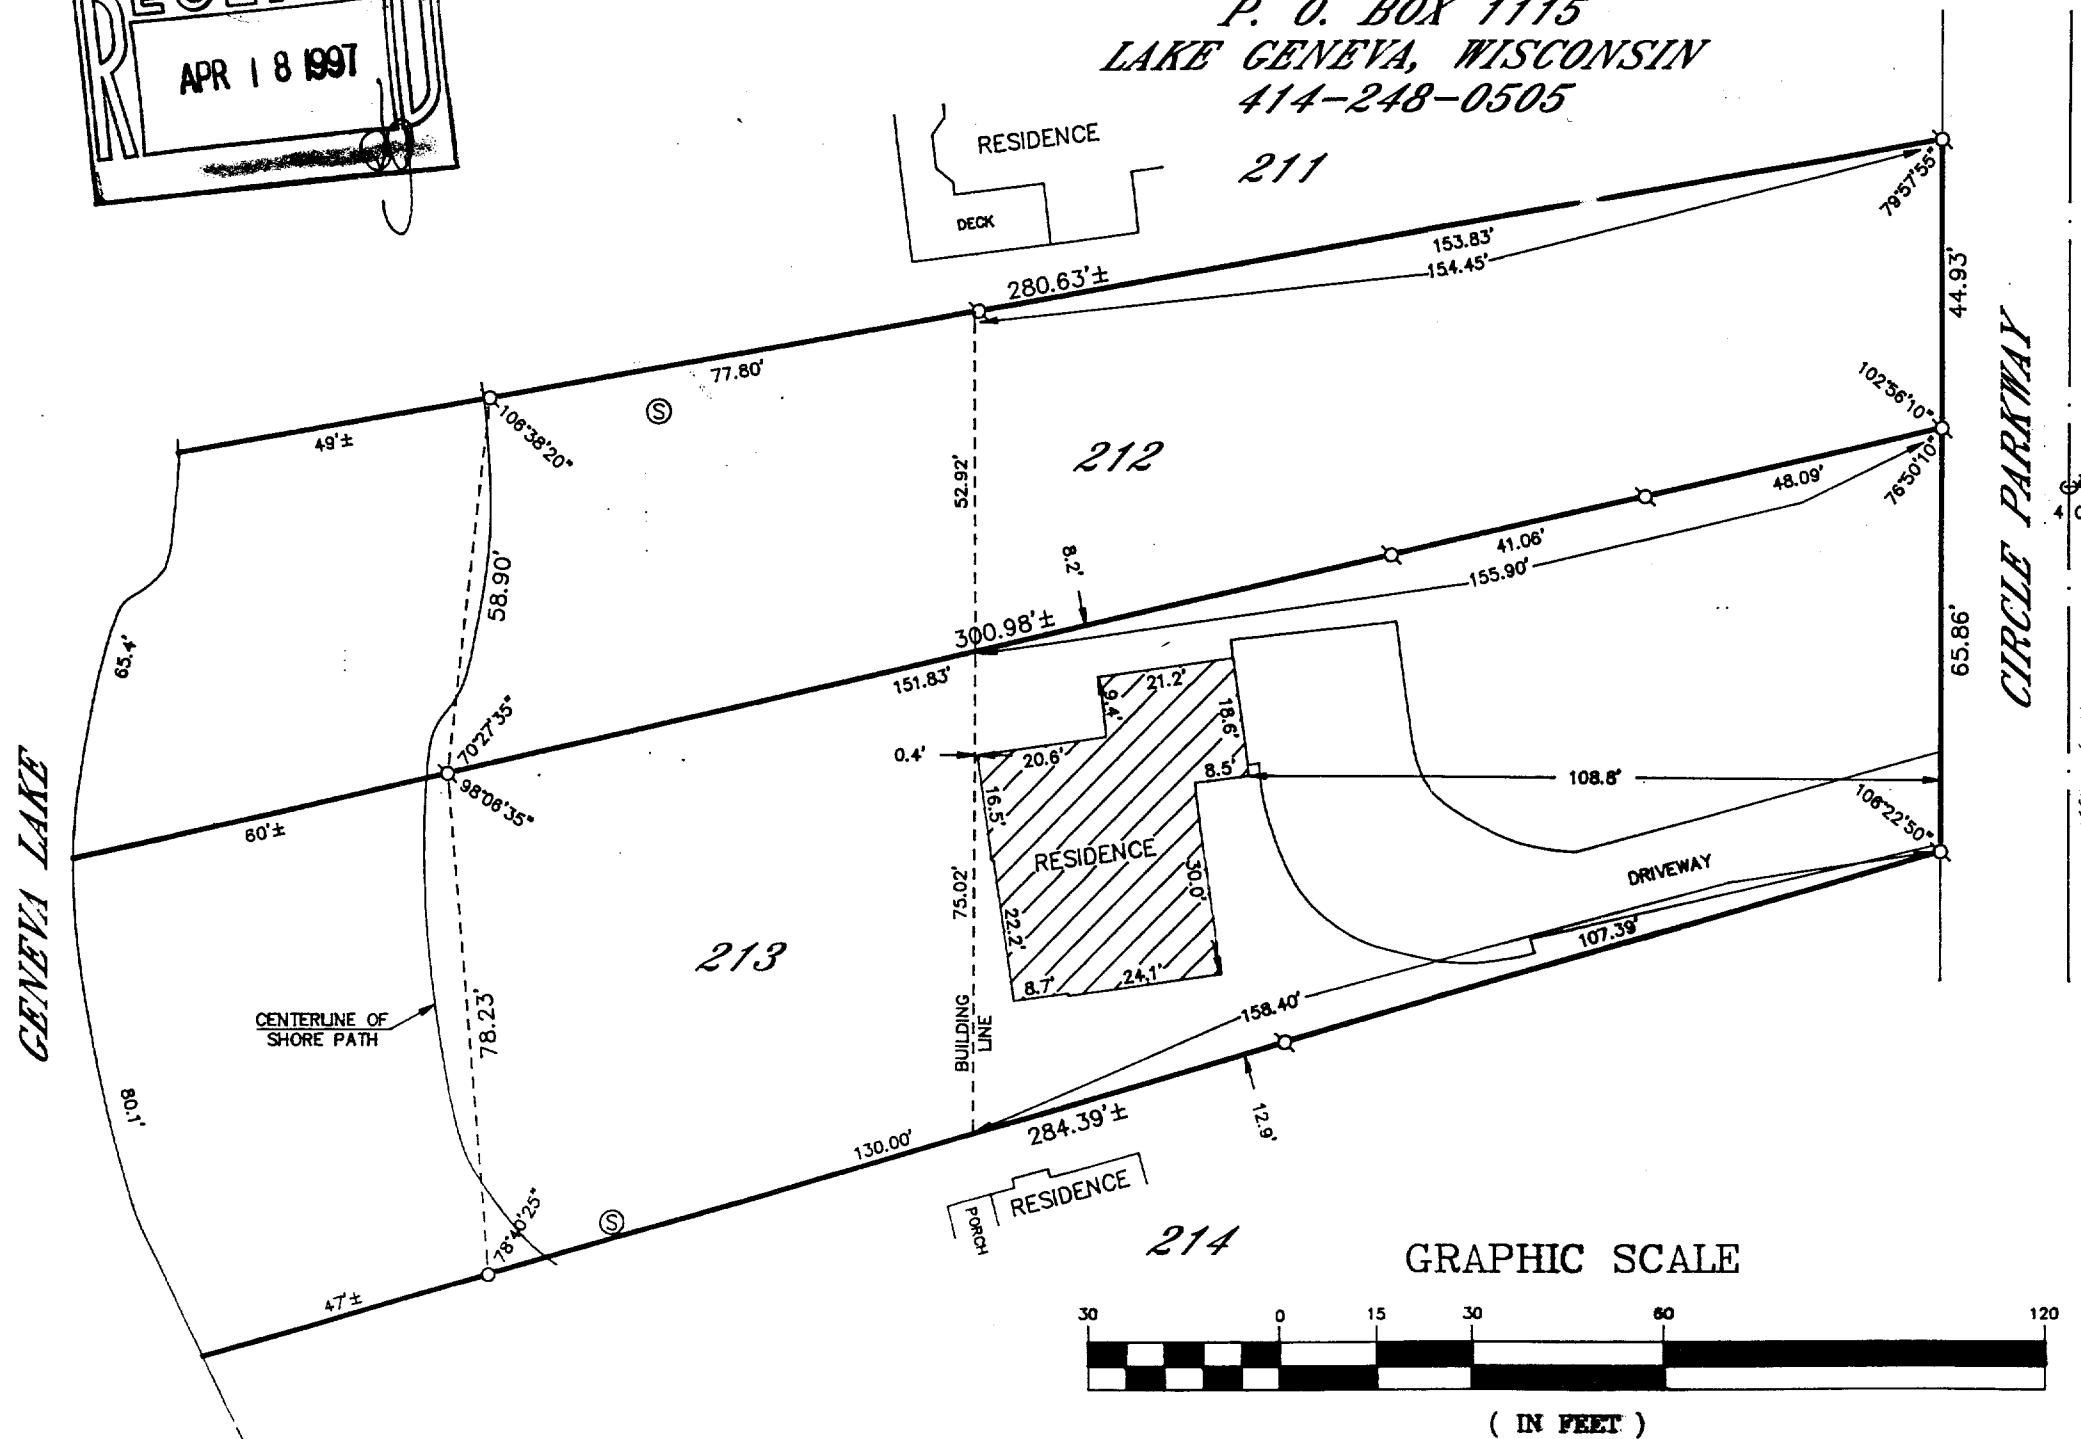 APR 18 1997
P. O. BOX 1115
LAKE GENEVA, WISCONSIN
414-248-0505
RESIDENCE
211
DECK
79°57'55"
153.83'
154.45'
280.63'±
44.93'
77.80'
49'±
106°38'20"
Ⓢ
212
52.92'
102°56'10"
76°50'10"
48.09'
41.06'
155.90'
CIRCLE PARKWAY
58.90'
8.2'
300.98'±
151.83'
65.4'
65.86'
70°27'35"
98°06'35"
60'±
21.2'
9.4'
18.6'
0.4'
20.6'
8.5'
108.8'
16.5'
106°22'50"
RESIDENCE
30.0'
DRIVEWAY
GENEVA LAKE
75.02'
22.2'
213
107.39'
8.7'
24.1'
158.40'
CENTERLINE OF
SHORE PATH
78.23'
BUILDING
LINE
80.1'
284.39'±
12.9'
130.00'
78°40'25"
Ⓢ
RESIDENCE
PORCH
214
47'±
GRAPHIC SCALE
30 0 15 30 60 120
( IN FEET )